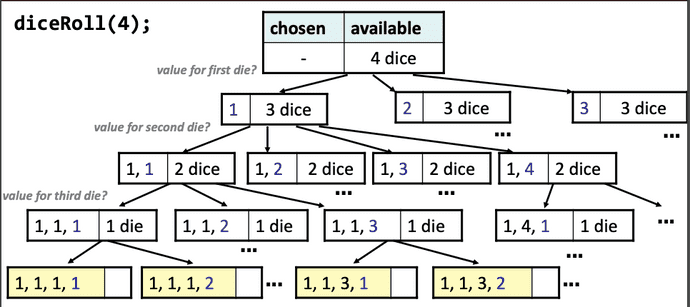 diceRoll(4);
chosen available
- 4 dice
value for first die?
1 3 dice
2 3 dice
3 3 dice
...
...
value for second die?
1, 1 2 dice
1, 2 2 dice
1, 3 2 dice
1, 4 2 dice
...
...
...
value for third die?
1, 1, 1 1 die
1, 1, 2 1 die
1, 1, 3 1 die
1, 4, 1 1 die
...
...
1, 1, 1, 1
1, 1, 1, 2
...
1, 1, 3, 1
1, 1, 3, 2
...